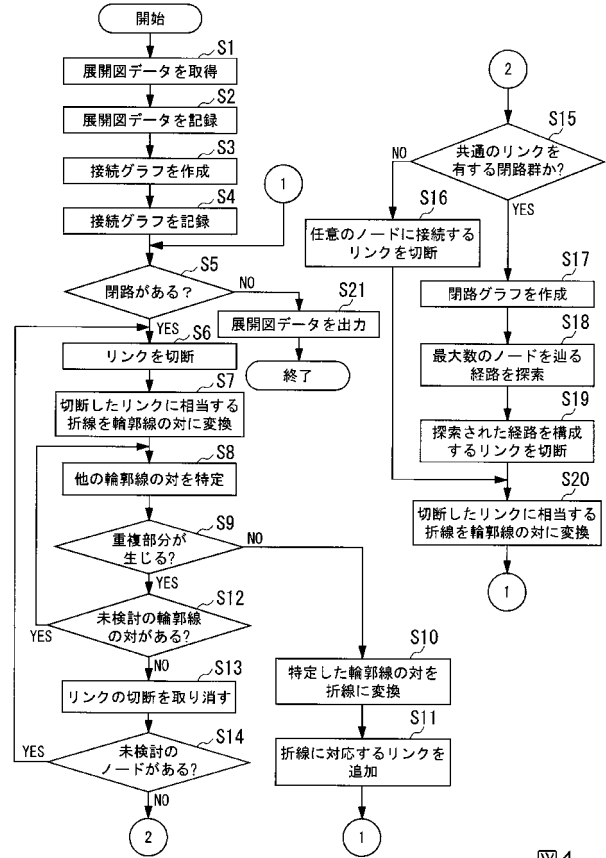 開始
S1
展開図データを取得
S2
展開図データを記録
S3
接続グラフを作成
S4
接続グラフを記録
1
S5
閉路がある?
NO
YES
S21
展開図データを出力
終了
S6
リンクを切断
S7
切断したリンクに相当する
折線を輪郭線の対に変換
S8
他の輪郭線の対を特定
S9
重複部分が
生じる?
NO
YES
S12
未検討の輪郭線
の対がある?
YES
NO
S13
リンクの切断を取り消す
S14
未検討の
ノードがある?
YES
NO
2
S10
特定した輪郭線の対を
折線に変換
S11
折線に対応するリンクを
追加
1
2
S15
共通のリンクを
有する閉路群か?
NO
YES
S16
任意のノードに接続する
リンクを切断
S17
閉路グラフを作成
S18
最大数のノードを辿る
経路を探索
S19
探索された経路を構成
するリンクを切断
S20
切断したリンクに相当する
折線を輪郭線の対に変換
1
図4